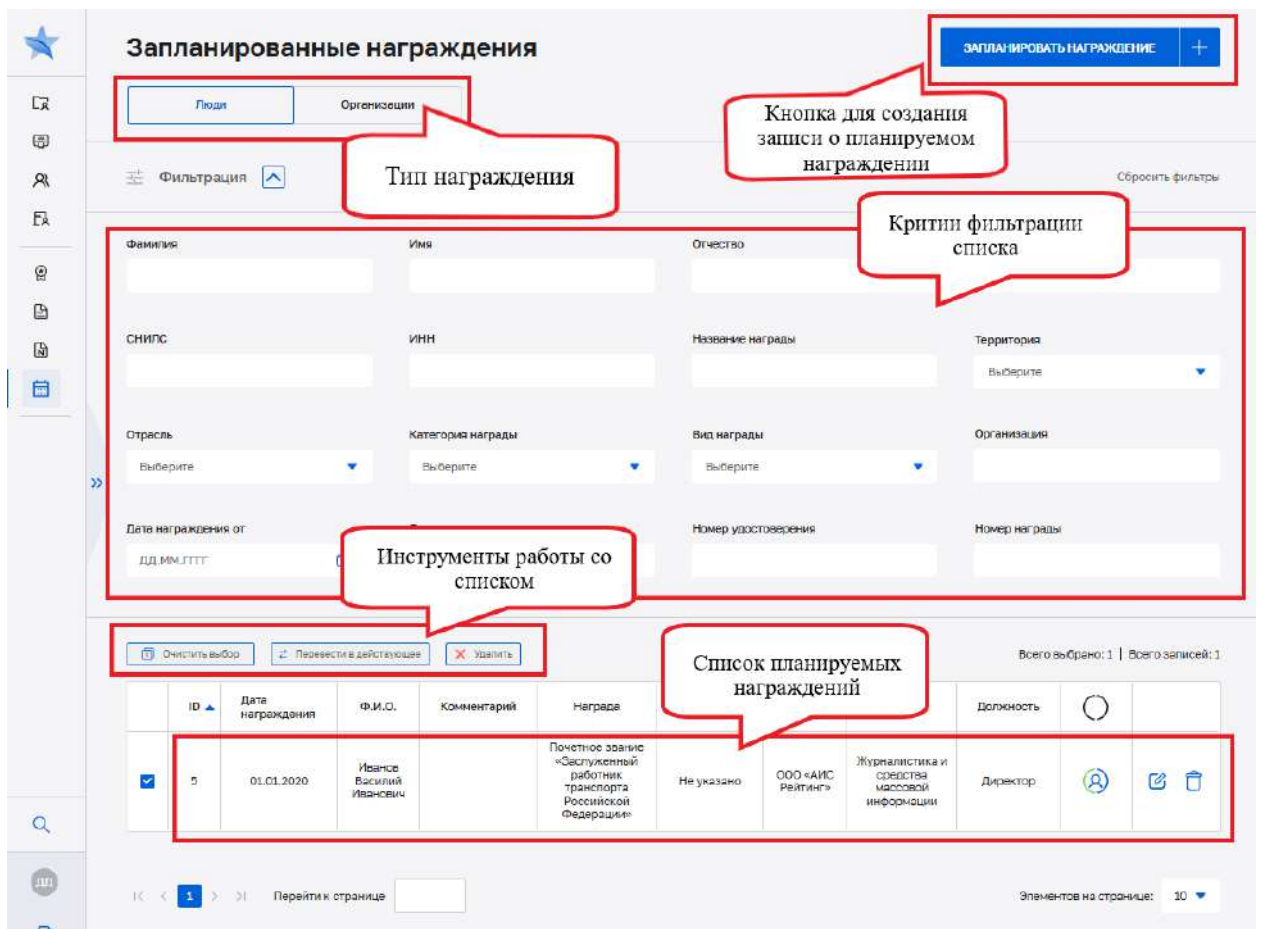 Запланированные награждения
ЗАПЛАНИРОВАТЬ НАГРАЖДЕНИЕ
Люди
Организации
Кнопка для создания
записи о планируемом
награждении
Фильтрация
Тип награждения
Сбросить фильтры
Критии фильтрации
списка
Фамилия
Имя
Отчество
СНИЛС
ИНН
Название награды
Территория
Выберите
Отрасль
Категория награды
Вид награды
Организация
Выберите
Выберите
Выберите
Дата награждения от
Номер удостоверения
Номер награды
ДД.ММ.ГГГГ
Инструменты работы со
списком
Очистить выбор
Перевести в действующее
Удалить
Список планируемых
награждений
Всего выбрано: 1 | Всего записей: 1
ID
Дата
награждения
Ф.И.О.
Комментарий
Награда
Должность
5
01.01.2020
Иванов
Василий
Иванович
Почетное звание
«Заслуженный
работник
транспорта
Российской
Федерации»
Не указано
ООО «АИС
Рейтинг»
Журналистика и
средства
массовой
информации
Директор
1
Перейти к странице
Элементов на странице: 10